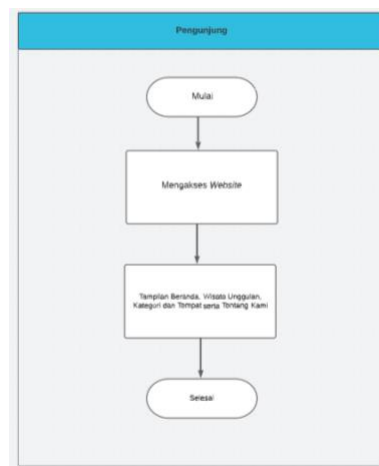 Pengunjung
Mulai
Mengakses Website
Tampilan Beranda, Wisata Unggulan,
Kategori dan Tempat serta Tentang Kami
Selesai